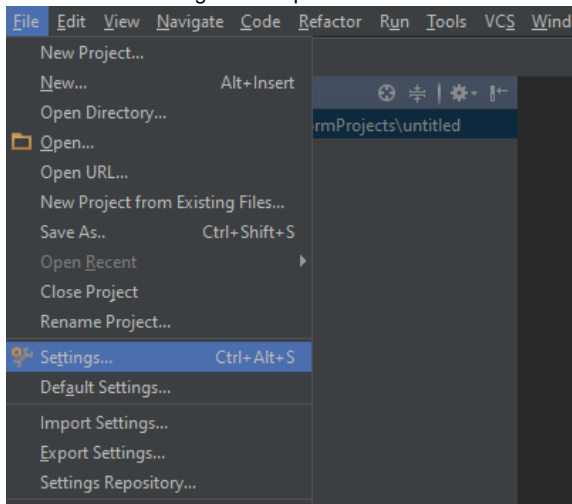 File Edit View Navigate Code Refactor Run Tools VCS Wind
New Project...
New... Alt+Insert
Open Directory...
rmProjects\untitled
Open...
Open URL...
New Project from Existing Files...
Save As.. Ctrl+Shift+S
Open Recent
Close Project
Rename Project...
Settings... Ctrl+Alt+S
Default Settings...
Import Settings...
Export Settings...
Settings Repository...